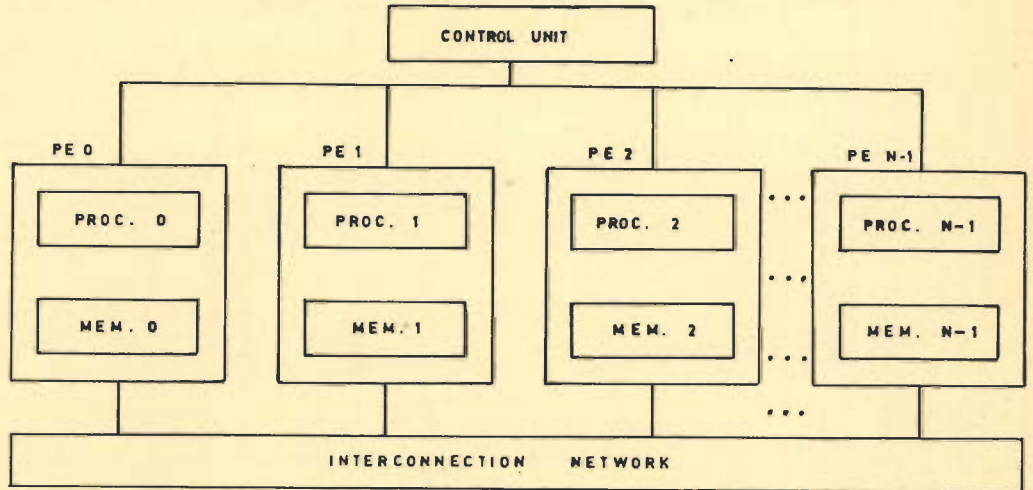 CONTROL UNIT
PE 0 PE 1 PE 2 PE N-1
PROC. 0 PROC. 1 PROC. 2 ... PROC. N-1
...
MEM. 0 MEM. 1 MEM. 2 ... MEM. N-1
...
INTERCONNECTION NETWORK